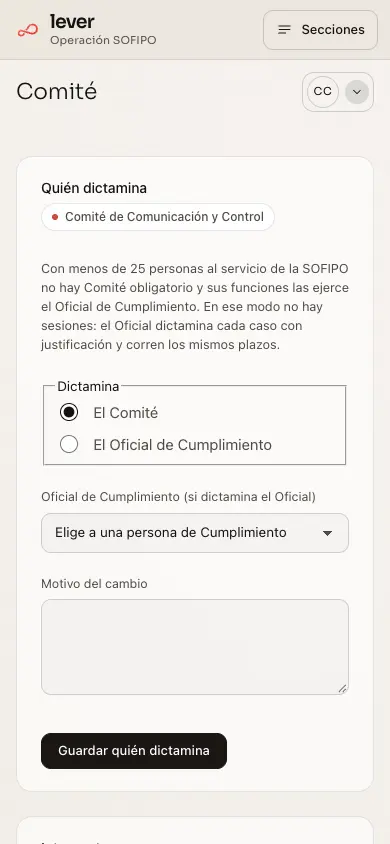 lever
Operación SOFIPO
Secciones
Comité
CC
Quién dictamina
Comité de Comunicación y Control
Con menos de 25 personas al servicio de la SOFIPO
no hay Comité obligatorio y sus funciones las ejerce
el Oficial de Cumplimiento. En ese modo no hay
sesiones: el Oficial dictamina cada caso con
justificación y corren los mismos plazos.
Dictamina
El Comité
El Oficial de Cumplimiento
Oficial de Cumplimiento (si dictamina el Oficial)
Elige a una persona de Cumplimiento
Motivo del cambio
Guardar quién dictamina